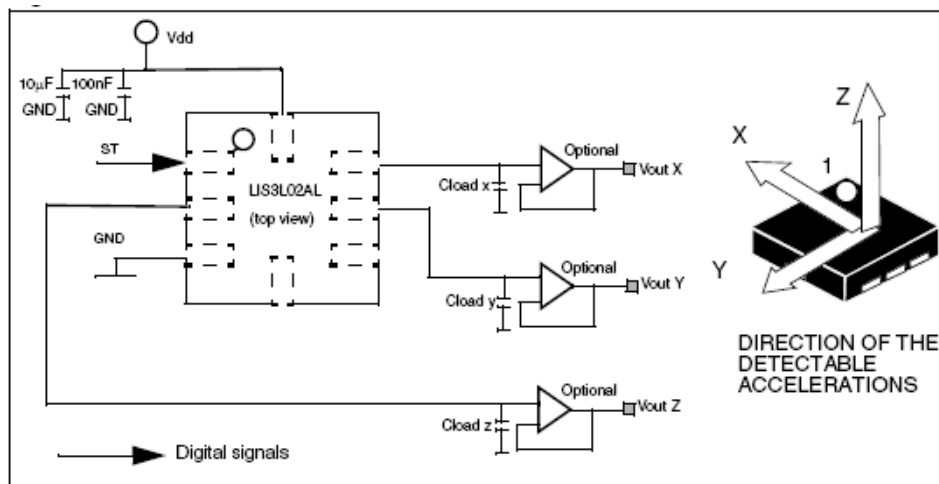 Vdd
10µF 100nF
GND GND
ST
LIS3L02AL
(top view)
GND
Optional
Cload x
Vout X
Optional
Cload y
Vout Y
Optional
Cload z
Vout Z
Digital signals
Z
X
1
Y
DIRECTION OF THE
DETECTABLE
ACCELERATIONS